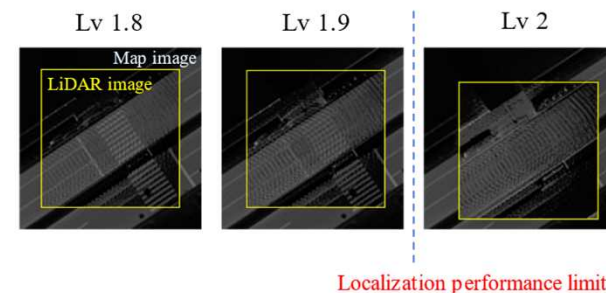 Lv 1.8 Lv 1.9 Lv 2
Map image
LiDAR image
Localization performance limit